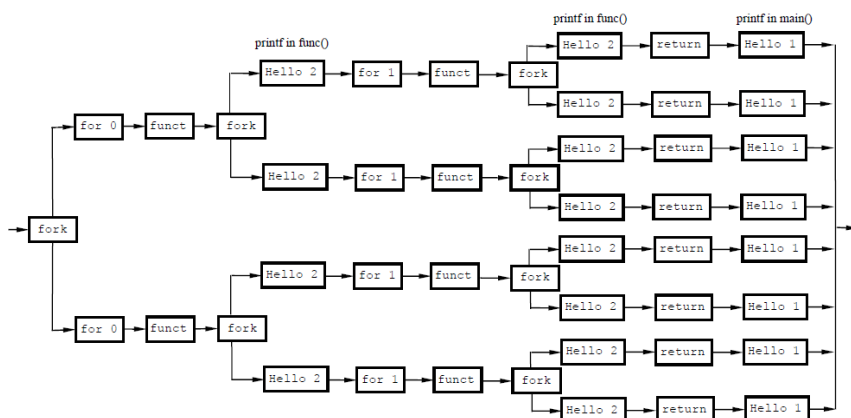 printf in func() printf in main()
printf in func()
Hello 2 return Hello 1
Hello 2 for 1 funct fork
Hello 2 return Hello 1
for 0 funct fork
Hello 2 return Hello 1
Hello 2 for 1 funct fork
Hello 2 return Hello 1
fork
Hello 2 return Hello 1
Hello 2 for 1 funct fork
Hello 2 return Hello 1
for 0 funct fork
Hello 2 return Hello 1
Hello 2 for 1 funct fork
Hello 2 return Hello 1